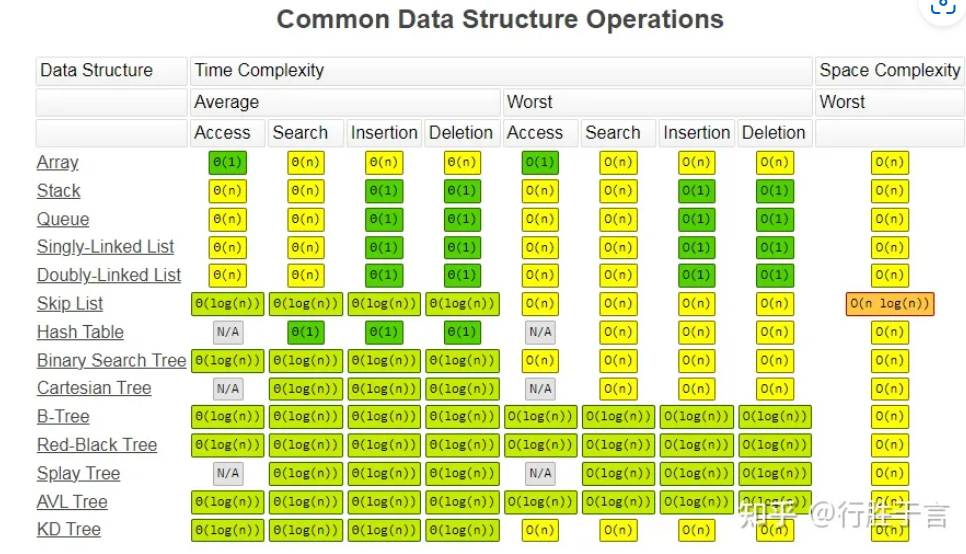 Common Data Structure Operations
Data Structure Time Complexity Space Complexity
Average Worst Worst
Access Search Insertion Deletion Access Search Insertion Deletion
Array Θ(1) Θ(n) Θ(n) Θ(n) O(1) O(n) O(n) O(n) O(n)
Stack Θ(n) Θ(n) Θ(1) Θ(1) O(n) O(n) O(1) O(1) O(n)
Queue Θ(n) Θ(n) Θ(1) Θ(1) O(n) O(n) O(1) O(1) O(n)
Singly-Linked List Θ(n) Θ(n) Θ(1) Θ(1) O(n) O(n) O(1) O(1) O(n)
Doubly-Linked List Θ(n) Θ(n) Θ(1) Θ(1) O(n) O(n) O(1) O(1) O(n)
Skip List Θ(log(n)) Θ(log(n)) Θ(log(n)) Θ(log(n)) O(n) O(n) O(n) O(n) O(n log(n))
Hash Table N/A Θ(1) Θ(1) Θ(1) N/A O(n) O(n) O(n) O(n)
Binary Search Tree Θ(log(n)) Θ(log(n)) Θ(log(n)) Θ(log(n)) O(n) O(n) O(n) O(n) O(n)
Cartesian Tree N/A Θ(log(n)) Θ(log(n)) Θ(log(n)) N/A O(n) O(n) O(n) O(n)
B-Tree Θ(log(n)) Θ(log(n)) Θ(log(n)) Θ(log(n)) O(log(n)) O(log(n)) O(log(n)) O(log(n)) O(n)
Red-Black Tree Θ(log(n)) Θ(log(n)) Θ(log(n)) Θ(log(n)) O(log(n)) O(log(n)) O(log(n)) O(log(n)) O(n)
Splay Tree N/A Θ(log(n)) Θ(log(n)) Θ(log(n)) N/A O(log(n)) O(log(n)) O(log(n)) O(n)
AVL Tree Θ(log(n)) Θ(log(n)) Θ(log(n)) Θ(log(n)) O(log(n)) O(log(n)) O(log(n)) O(log(n)) O(n)
KD Tree Θ(log(n)) Θ(log(n)) Θ(log(n)) Θ(log(n)) O(n) O(n) O(n) O(n) O(n)
知乎 @行胜于言